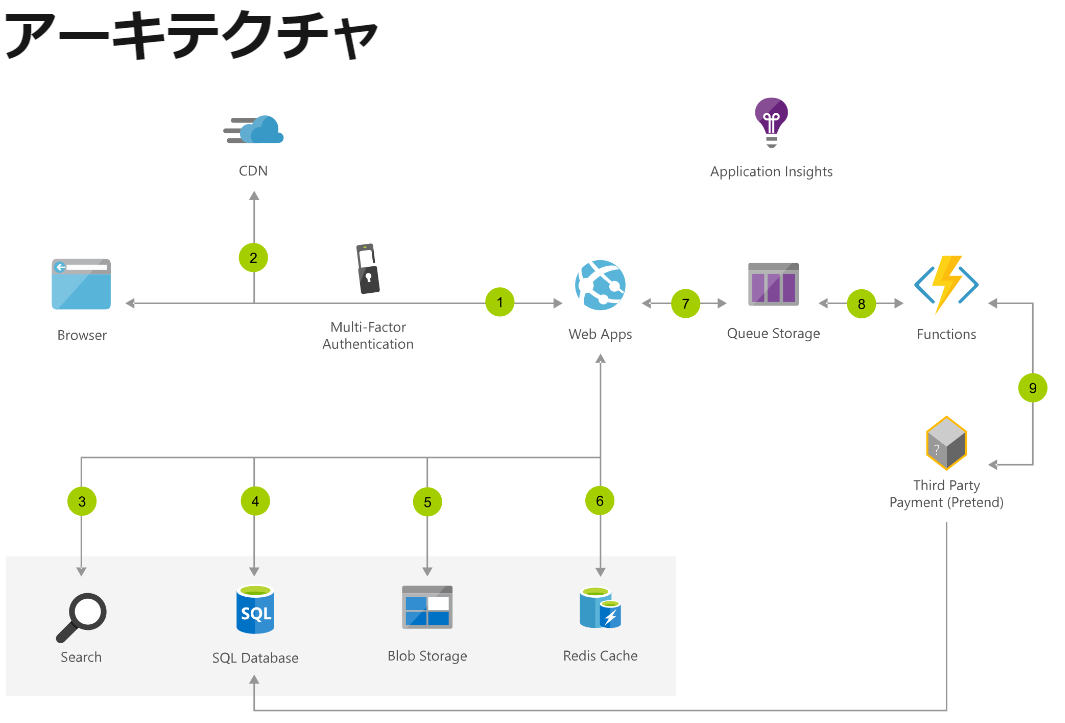 アーキテクチャ
CDN
Application Insights
2
Browser
Multi-Factor
Authentication
1
Web Apps
7
Queue Storage
8
Functions
9
?
Third Party
Payment (Pretend)
3
4
5
6
Search
SQL
SQL Database
Blob Storage
Redis Cache